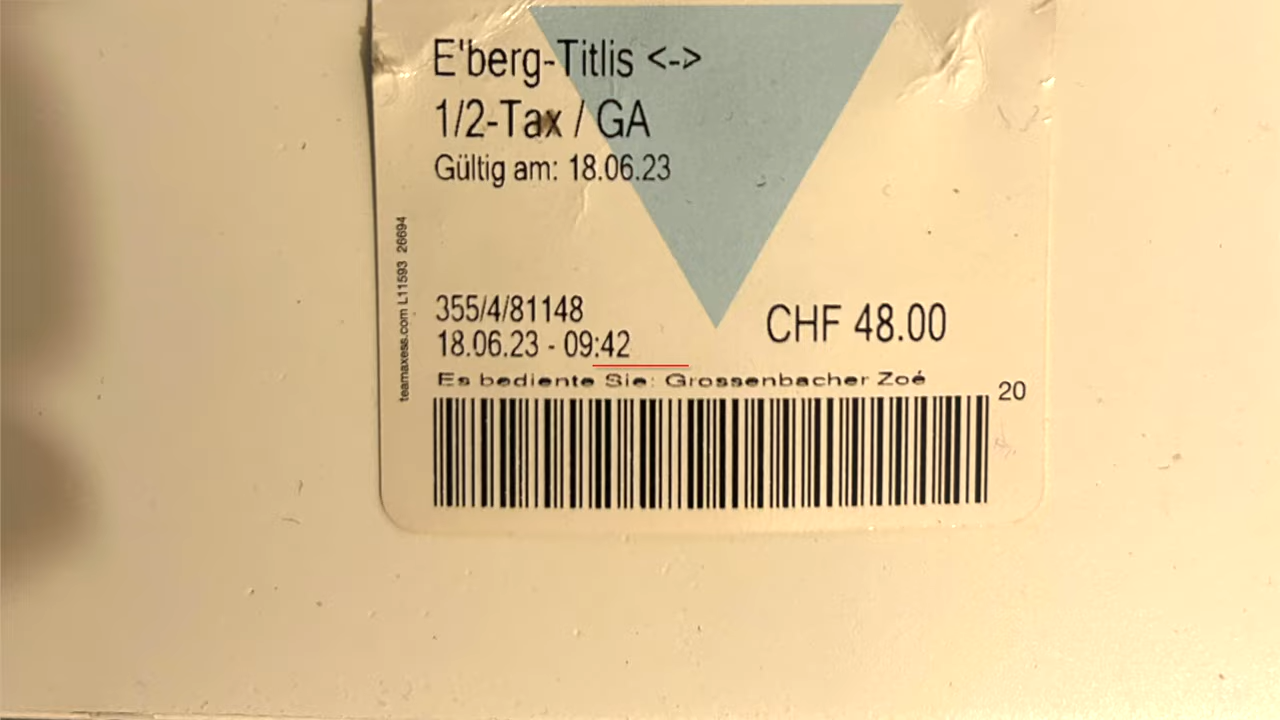 E'berg-Titlis <->
1/2-Tax / GA
Gültig am: 18.06.23
teamaxess.com L11593 26694
355/4/81148
18.06.23 - 09:42
CHF 48.00
Es bediente Sie: Grossenbacher Zoé
20